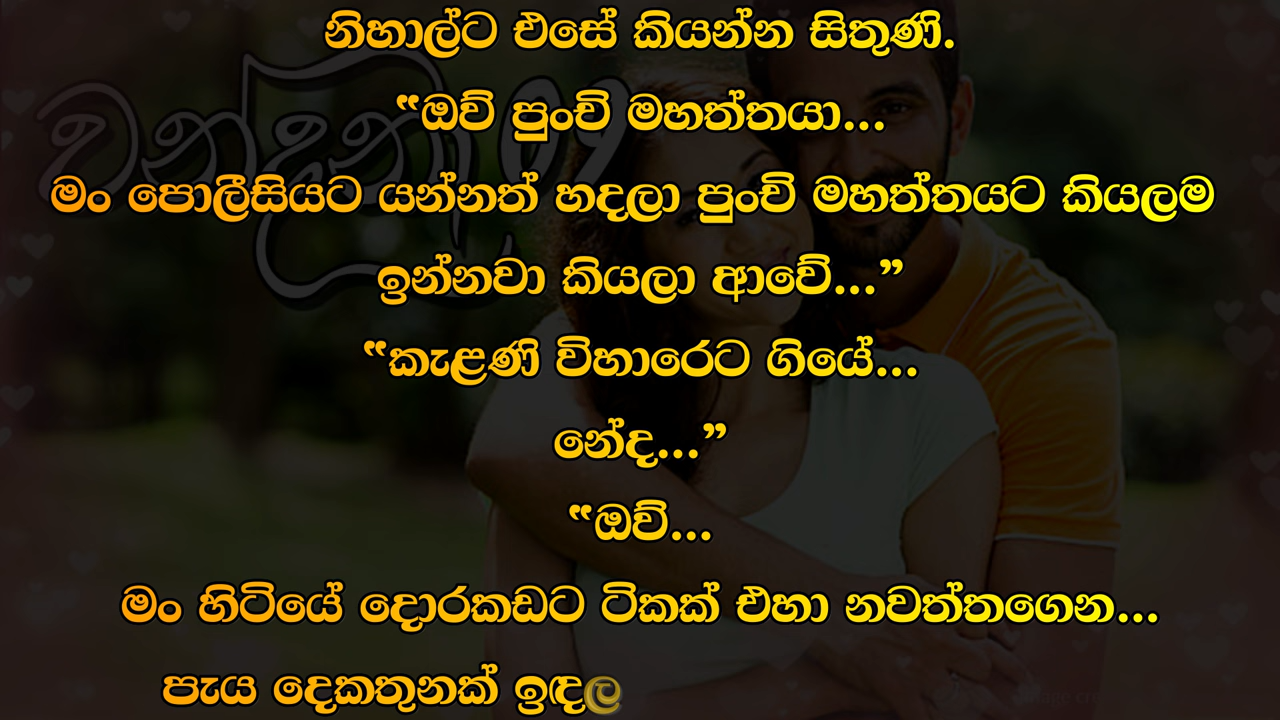 නිහාල්ට එසේ කියන්න සිතුණි.
“ඔව් පුංචි මහත්තයා...
මං පොලීසියට යන්නත් හදලා පුංචි මහත්තයට කියලම
ඉන්නවා කියලා ආවේ...”
“කැළණි විහාරෙට ගියේ...
නේද...”
“ඔව්...
මං හිටියේ දොරකඩට ටිකක් එහා නවත්තගෙන...
පැය දෙකතුනක් ඉඳල